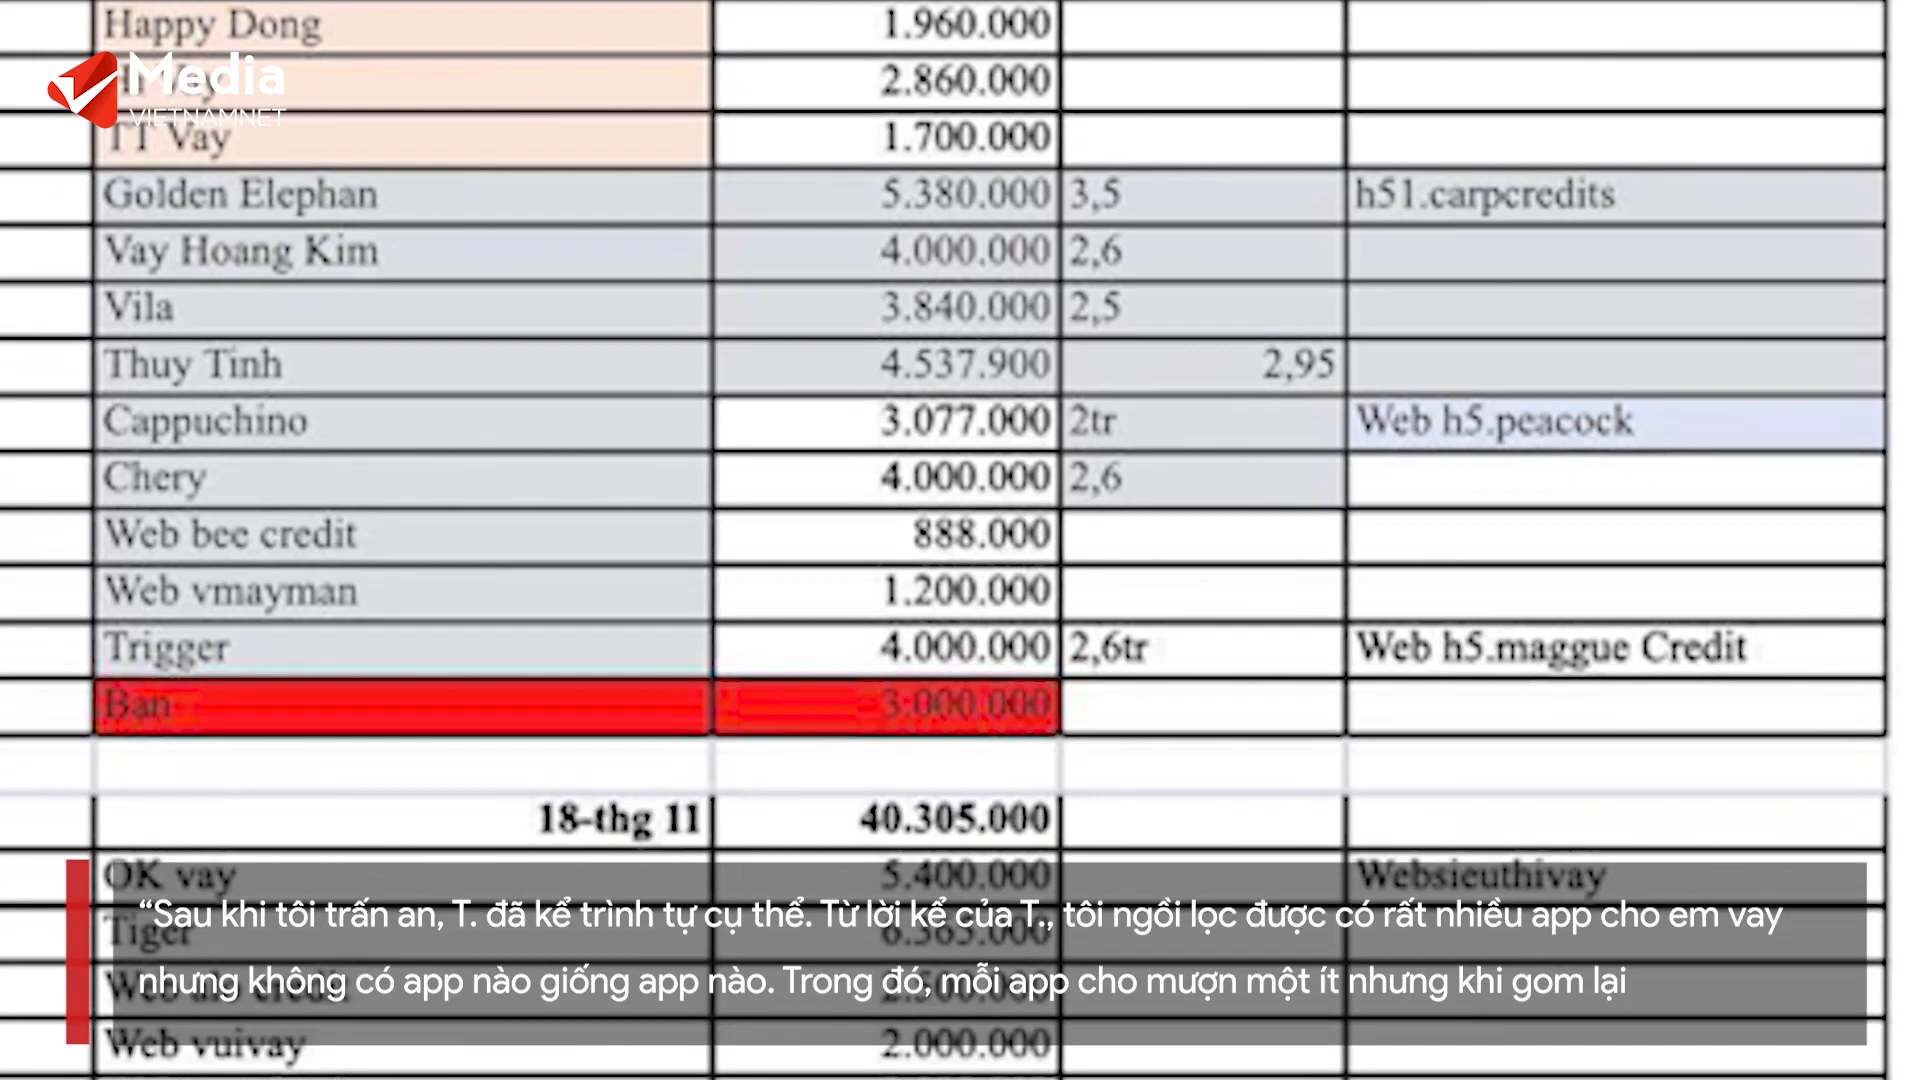 Happy Dong 1.960.000
Media
2.860.000
VIETNAMNET
TT Vay 1.700.000
Golden Elephan 5.380.000 3,5 h51.carpcredits
Vay Hoang Kim 4.000.000 2,6
Vila 3.840.000 2,5
Thuy Tinh 4.537.900 2,95
Cappuchino 3.077.000 2tr Web h5.peacock
Chery 4.000.000 2,6
Web bee credit 888.000
Web vmayman 1.200.000
Trigger 4.000.000 2,6tr Web h5.maggue Credit
Ban 3.000.000
18-thg 11 40.305.000
OK vay 5.400.000 Websieuthivay
“Sau khi tôi trấn an, T. đã kể trình tự cụ thể. Từ lời kể của T., tôi ngồi lọc được có rất nhiều app cho em vay
Tiger
nhưng không có app nào giống app nào. Trong đó, mỗi app cho mượn một ít nhưng khi gom lại
Web vuivay 2.000.000